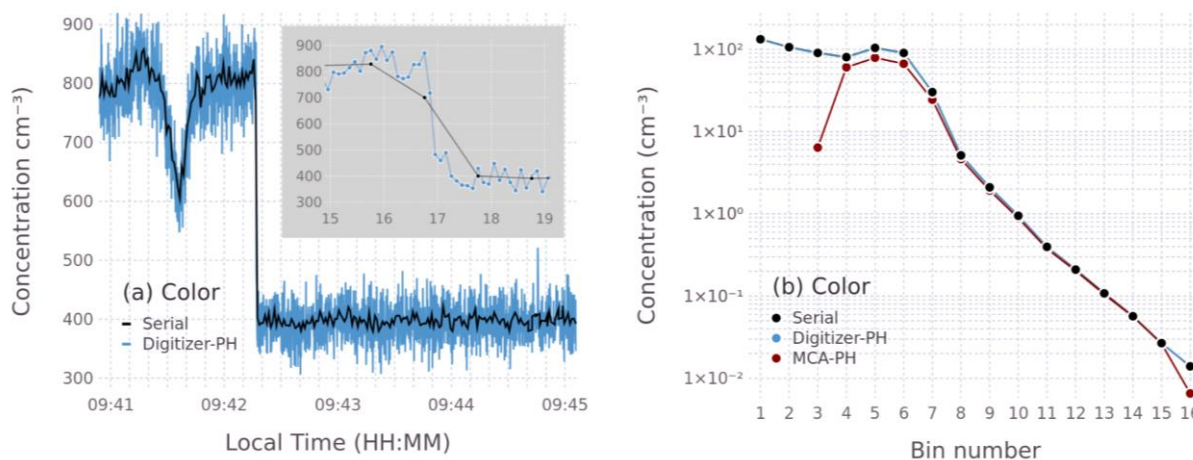 Concentration cm⁻³
900
800
700
600
500
400
300
900
800
700
600
500
400
300
15 16 17 18 19
(a) Color
Serial
Digitizer-PH
09:41 09:42 09:43 09:44 09:45
Local Time (HH:MM)
Concentration (cm⁻³)
1×10²
1×10¹
1×10⁰
1×10⁻¹
1×10⁻²
(b) Color
Serial
Digitizer-PH
MCA-PH
1 2 3 4 5 6 7 8 9 10 11 12 13 14 15 16
Bin number